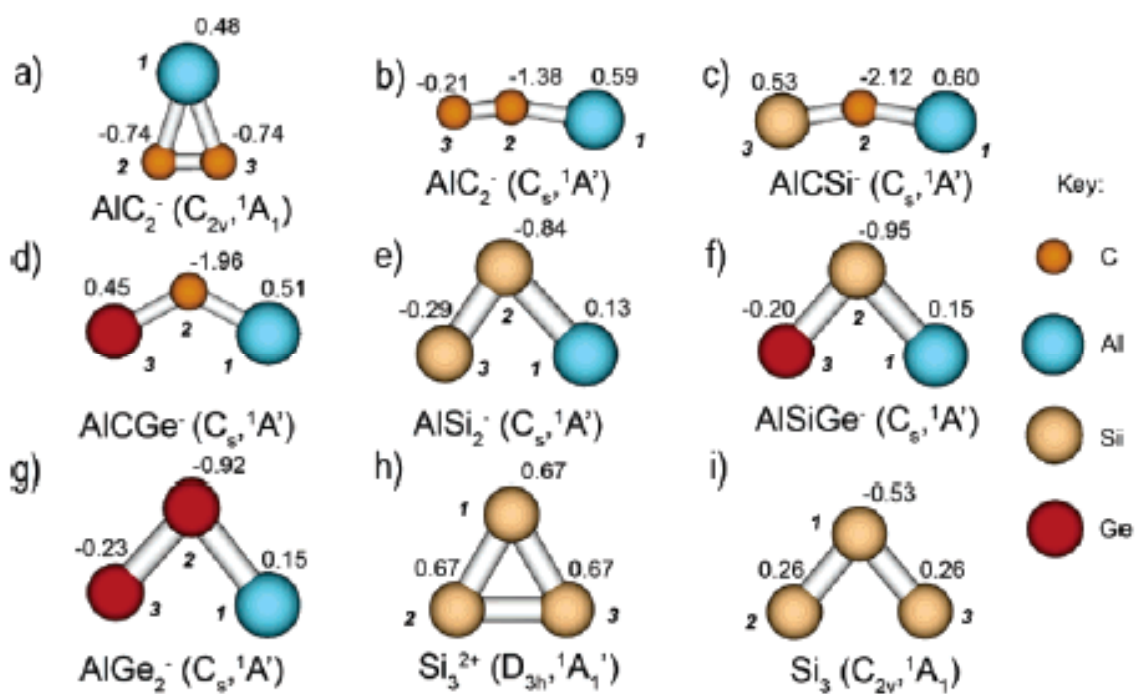 a) 1 0.48 -0.74 -0.74 2 3
AlC₂⁻ (C₂ᵥ,¹A₁)
b) -0.21 -1.38 0.59 3 2 1
AlC₂⁻ (Cₛ,¹A')
c) 0.53 -2.12 0.60 3 2 1
AlCSi⁻ (Cₛ,¹A')
Key:
C
All
Sii
Ge
d) 0.45 -1.96 0.51 3 2 1
AlCGe⁻ (Cₛ,¹A')
e) -0.84 -0.29 0.13 2 3 1
AlSi₂⁻ (Cₛ,¹A')
f) -0.95 -0.20 0.15 2 3 1
AlSiGe⁻ (Cₛ,¹A')
g) -0.92 -0.23 0.15 2 3 1
AlGe₂⁻ (Cₛ,¹A')
h) 0.67 1 0.67 0.67 2 3
Si₃²⁺ (D₃ₕ,¹A₁')
i) -0.53 1 0.26 0.26 2 3
Si₃ (C₂ᵥ,¹A₁)